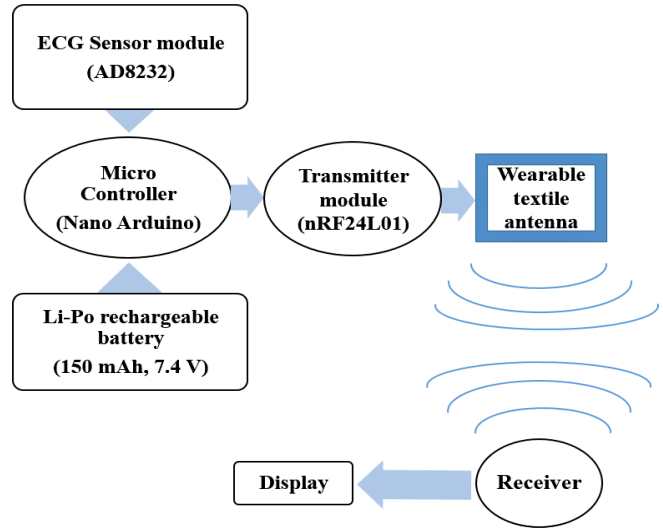 ECG Sensor module
(AD8232)
Micro
Controller
(Nano Arduino)
Transmitter
module
(nRF24L01)
Wearable
textile
antenna
Li-Po rechargeable
battery
(150 mAh, 7.4 V)
Display
Receiver